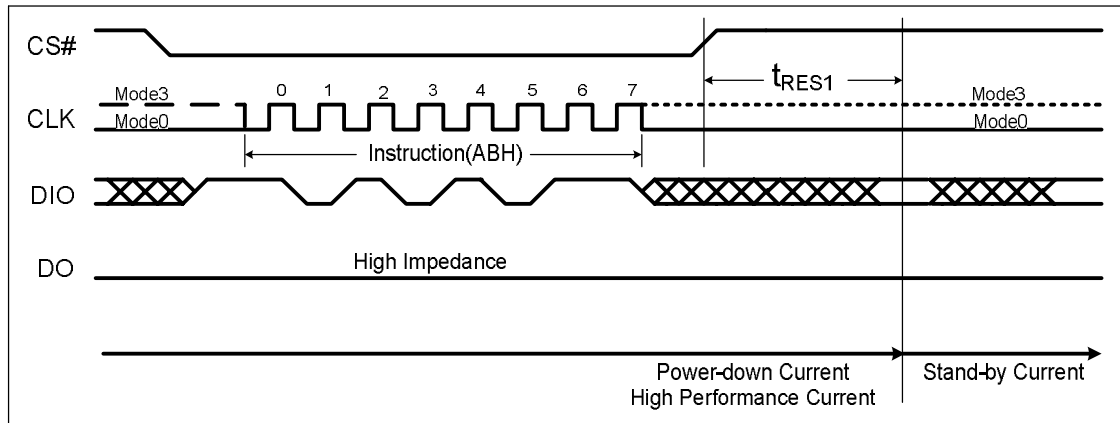 CS#
tRES1
0 1 2 3 4 5 6 7
Mode3 Mode3
CLK
Mode0 Mode0
Instruction(ABH)
DIO
High Impedance
DO
Power-down Current Stand-by Current
High Performance Current